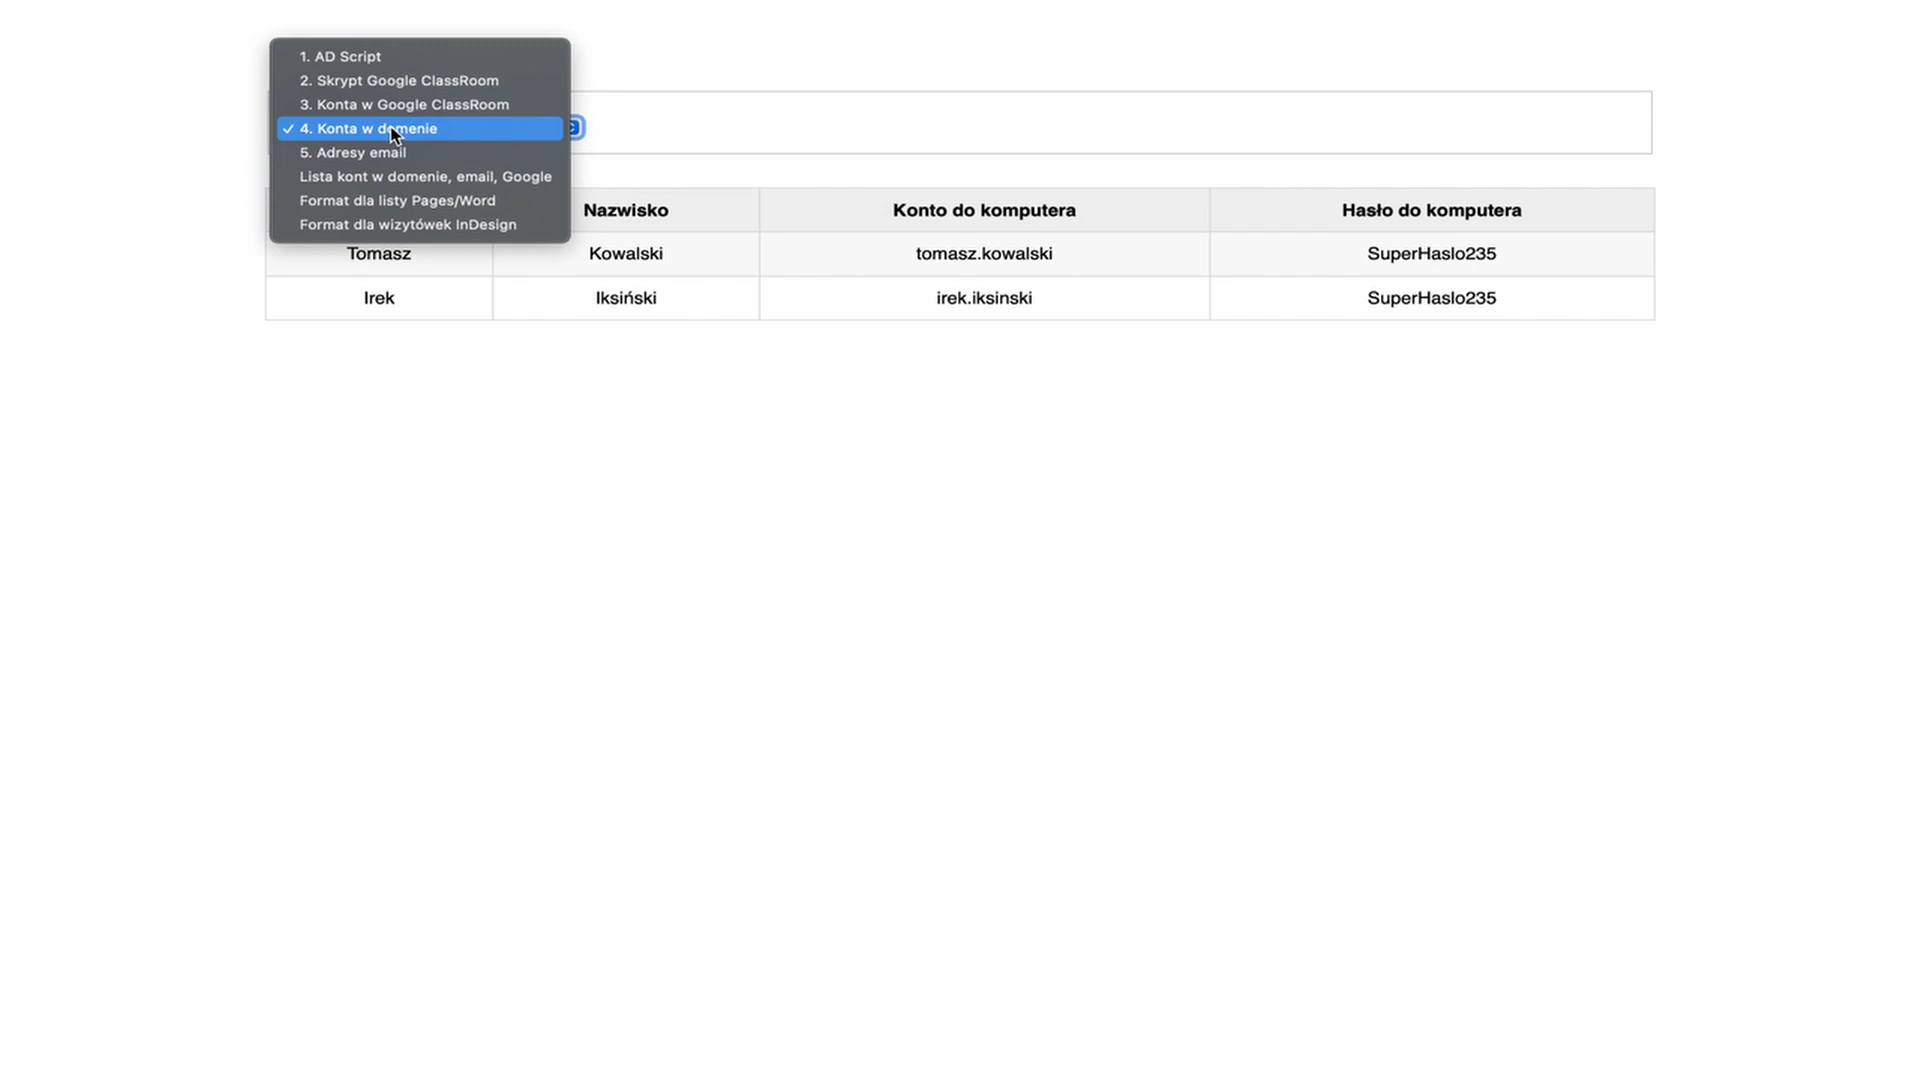 1. AD Script
2. Skrypt Google ClassRoom
3. Konta w Google ClassRoom
✓ 4. Konta w domenie
5. Adresy email
Lista kont w domenie, email, Google
Format dla listy Pages/Word
Format dla wizytówek InDesign
Nazwisko Konto do komputera Hasło do komputera
Tomasz Kowalski tomasz.kowalski SuperHaslo235
Irek Iksiński irek.iksinski SuperHaslo235